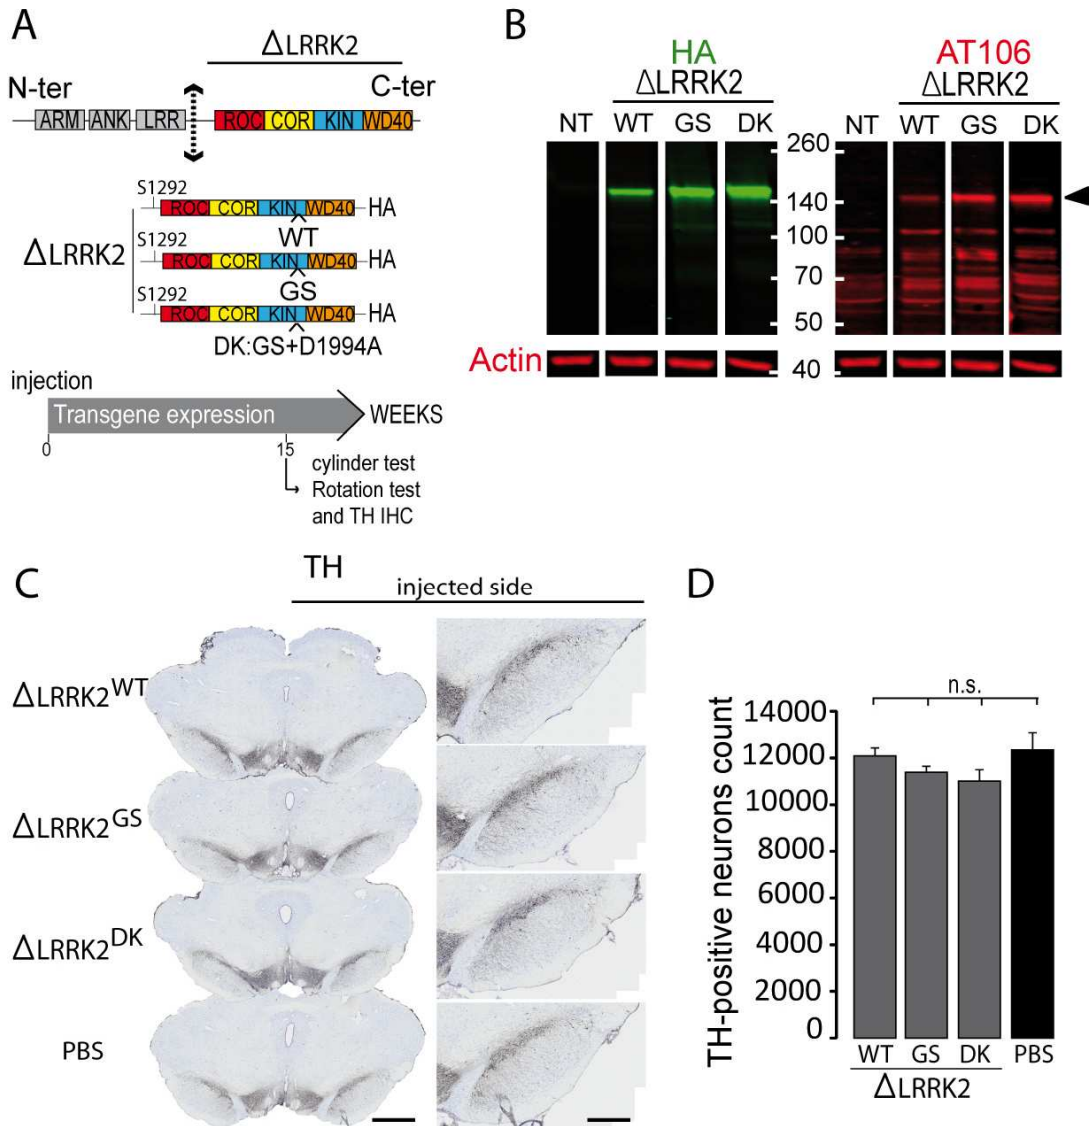 A
ΔLRRK2
N-ter C-ter
ARM ANK LRR ROC COR KIN WD40
S1292
ROC COR KIN WD40 HA
WT
S1292
ROC COR KIN WD40 HA
GS
S1292
ROC COR KIN WD40 HA
DK:GS+D1994A
ΔLRRK2
injection
Transgene expression WEEKS
0 15
cylinder test
Rotation test
and TH IHC
B
HA
ΔLRRK2
NT WT GS DK
AT106
ΔLRRK2
NT WT GS DK
260
140
100
70
50
40
Actin
C
TH
injected side
ΔLRRK2WT
ΔLRRK2GS
ΔLRRK2DK
PBS
D
n.s.
TH-positive neurons count
14000
12000
10000
8000
6000
4000
2000
0
WT GS DK PBS
ΔLRRK2